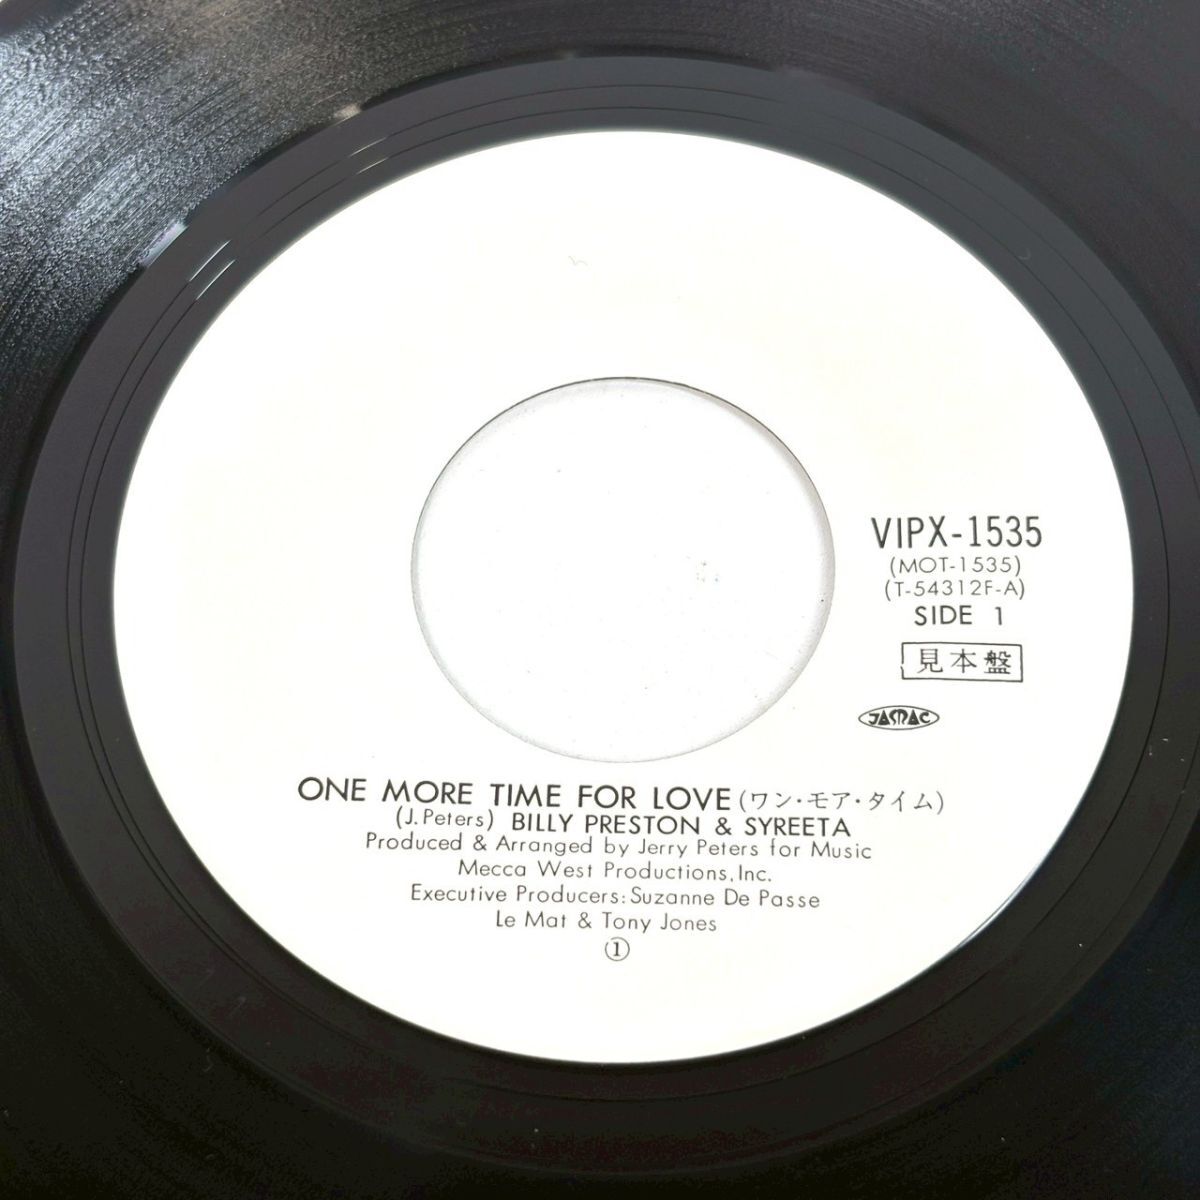 VIPX-1535
(MOT-1535)
(T-54312F-A)
SIDE 1
見本盤
JASRAC
ONE MORE TIME FOR LOVE(ワン・モア・タイム)
(J.Peters) BILLY PRESTON & SYREETA
Produced & Arranged by Jerry Peters for Music
Mecca West Productions,Inc.
Executive Producers:Suzanne De Passe
Le Mat & Tony Jones
①